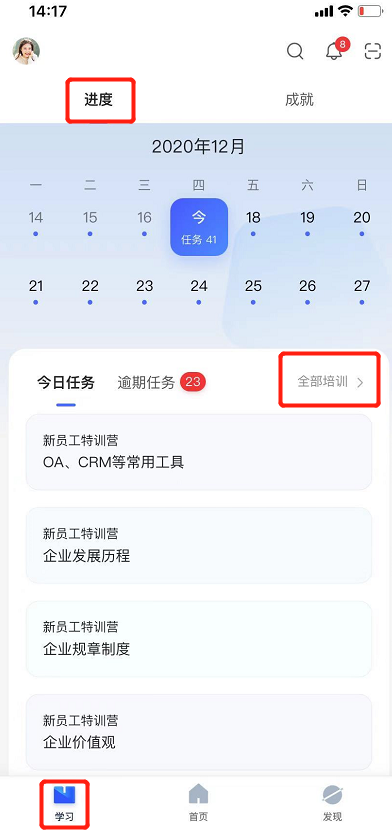 14:17
8
进度 成就
2020年12月
一 二 三 四 五 六 日
14 15 16 今 18 19 20
任务 41
21 22 23 24 25 26 27
今日任务 逾期任务 23 全部培训
新员工特训营
OA、CRM等常用工具
新员工特训营
企业发展历程
新员工特训营
企业规章制度
新员工特训营
企业价值观
学习 首页 发现